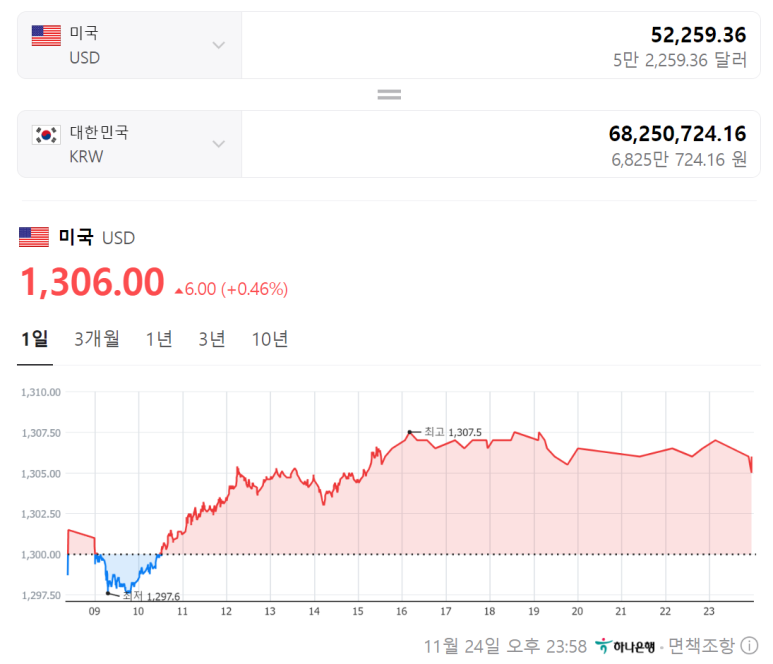 미국
USD
52,259.36
5만 2,259.36 달러
대한민국
KRW
68,250,724.16
6,825만 724.16 원
미국 USD
1,306.00 ▲6.00 (+0.46%)
1일 3개월 1년 3년 10년
1,310.00
1,307.50
최고 1,307.5
1,305.00
1,302.50
1,300.00
1,297.50
최저 1,297.6
09 10 11 12 13 14 15 16 17 18 19 20 21 22 23
11월 24일 오후 23:58 하나은행 · 면책조항 ⓘ